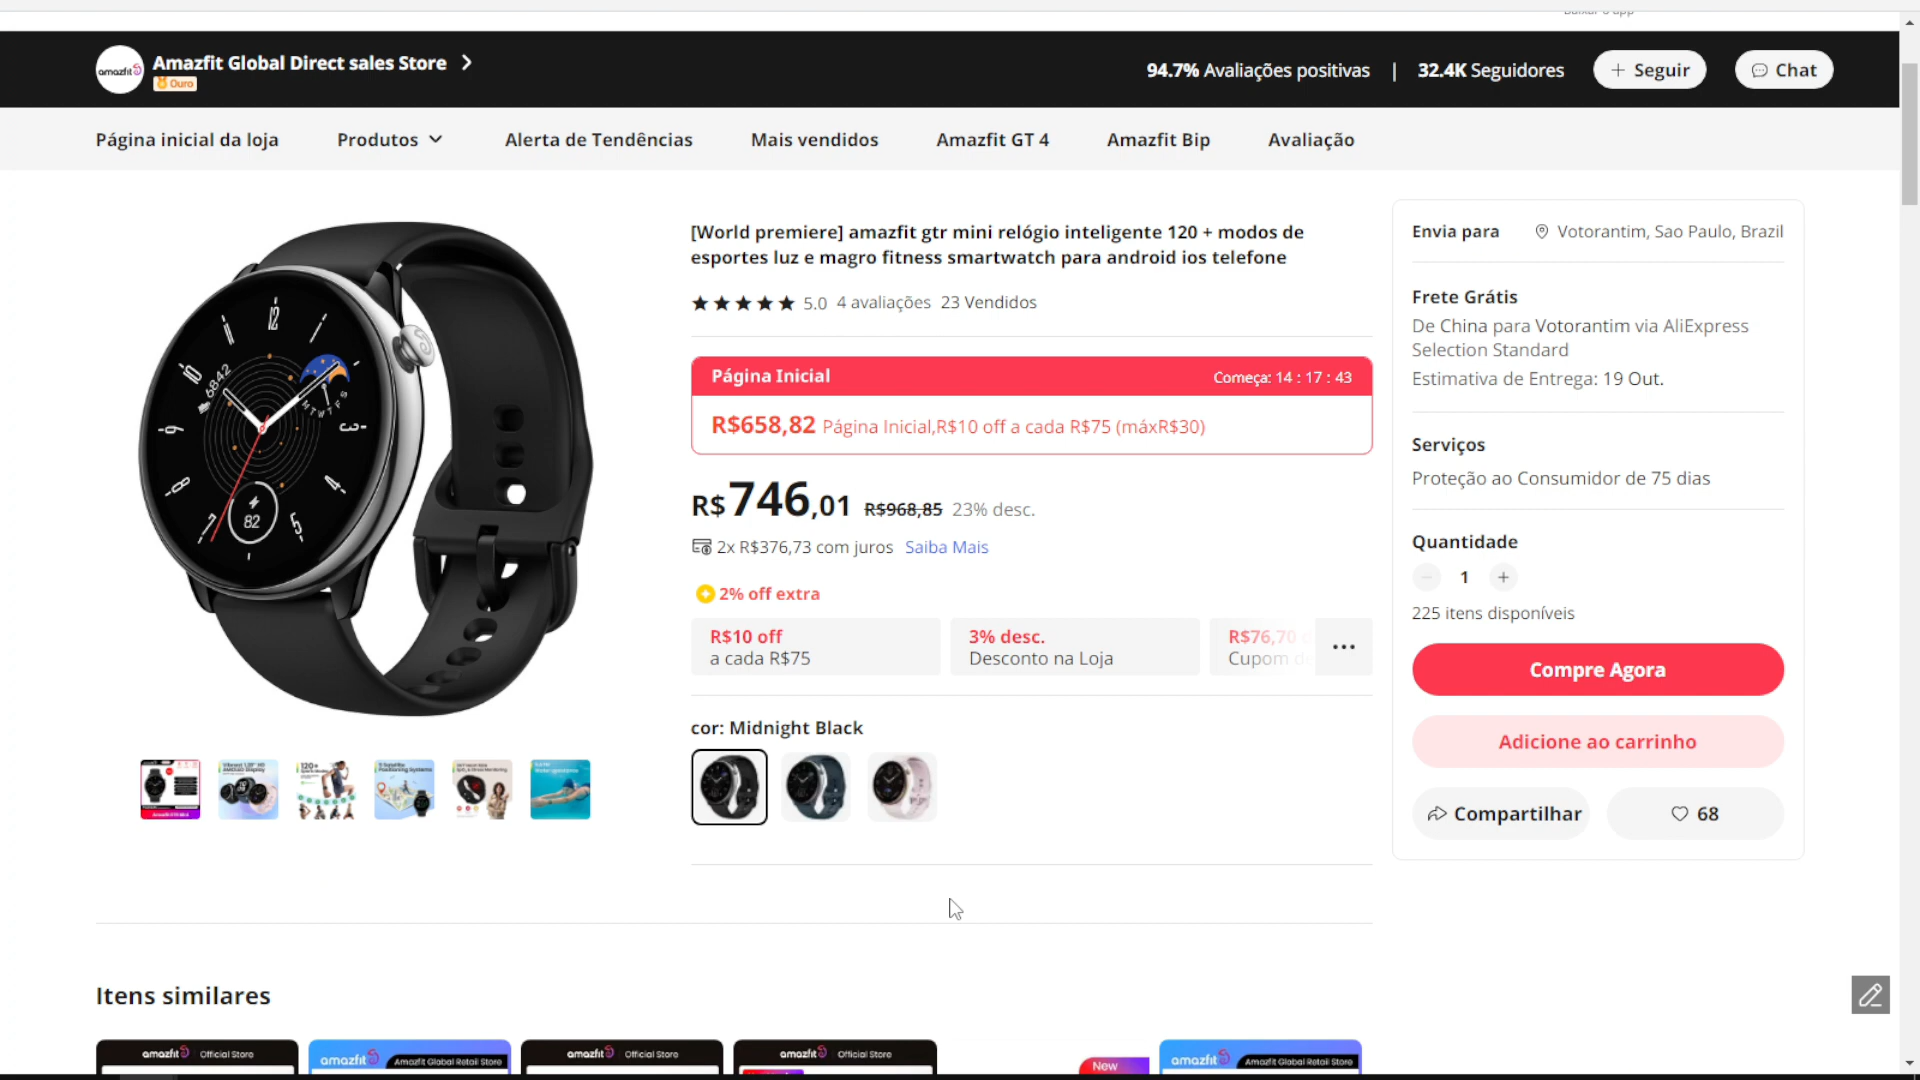 amazfit
Amazfit Global Direct sales Store
Ouro
94.7% Avaliações positivas | 32.4K Seguidores
+ Seguir
Chat
Página inicial da loja
Produtos
Alerta de Tendências
Mais vendidos
Amazfit GT 4
Amazfit Bip
Avaliação
[World premiere] amazfit gtr mini relógio inteligente 120 + modos de
esportes luz e magro fitness smartwatch para android ios telefone
5.0 4 avaliações 23 Vendidos
Página Inicial
Começa: 14 : 17 : 43
R$658,82 Página Inicial,R$10 off a cada R$75 (máxR$30)
R$746,01 R$968,85 23% desc.
2x R$376,73 com juros Saiba Mais
2% off extra
R$10 off
a cada R$75
3% desc.
Desconto na Loja
R$76,70
Cupom
...
cor: Midnight Black
Envia para
Votorantim, Sao Paulo, Brazil
Frete Grátis
De China para Votorantim via AliExpress
Selection Standard
Estimativa de Entrega: 19 Out.
Serviços
Proteção ao Consumidor de 75 dias
Quantidade
− 1 +
225 itens disponíveis
Compre Agora
Adicione ao carrinho
Compartilhar
68
Itens similares
amazfit Official Store
amazfit Amazfit Global Retail Store
amazfit Official Store
amazfit Official Store
New
amazfit Amazfit Global Retail Store